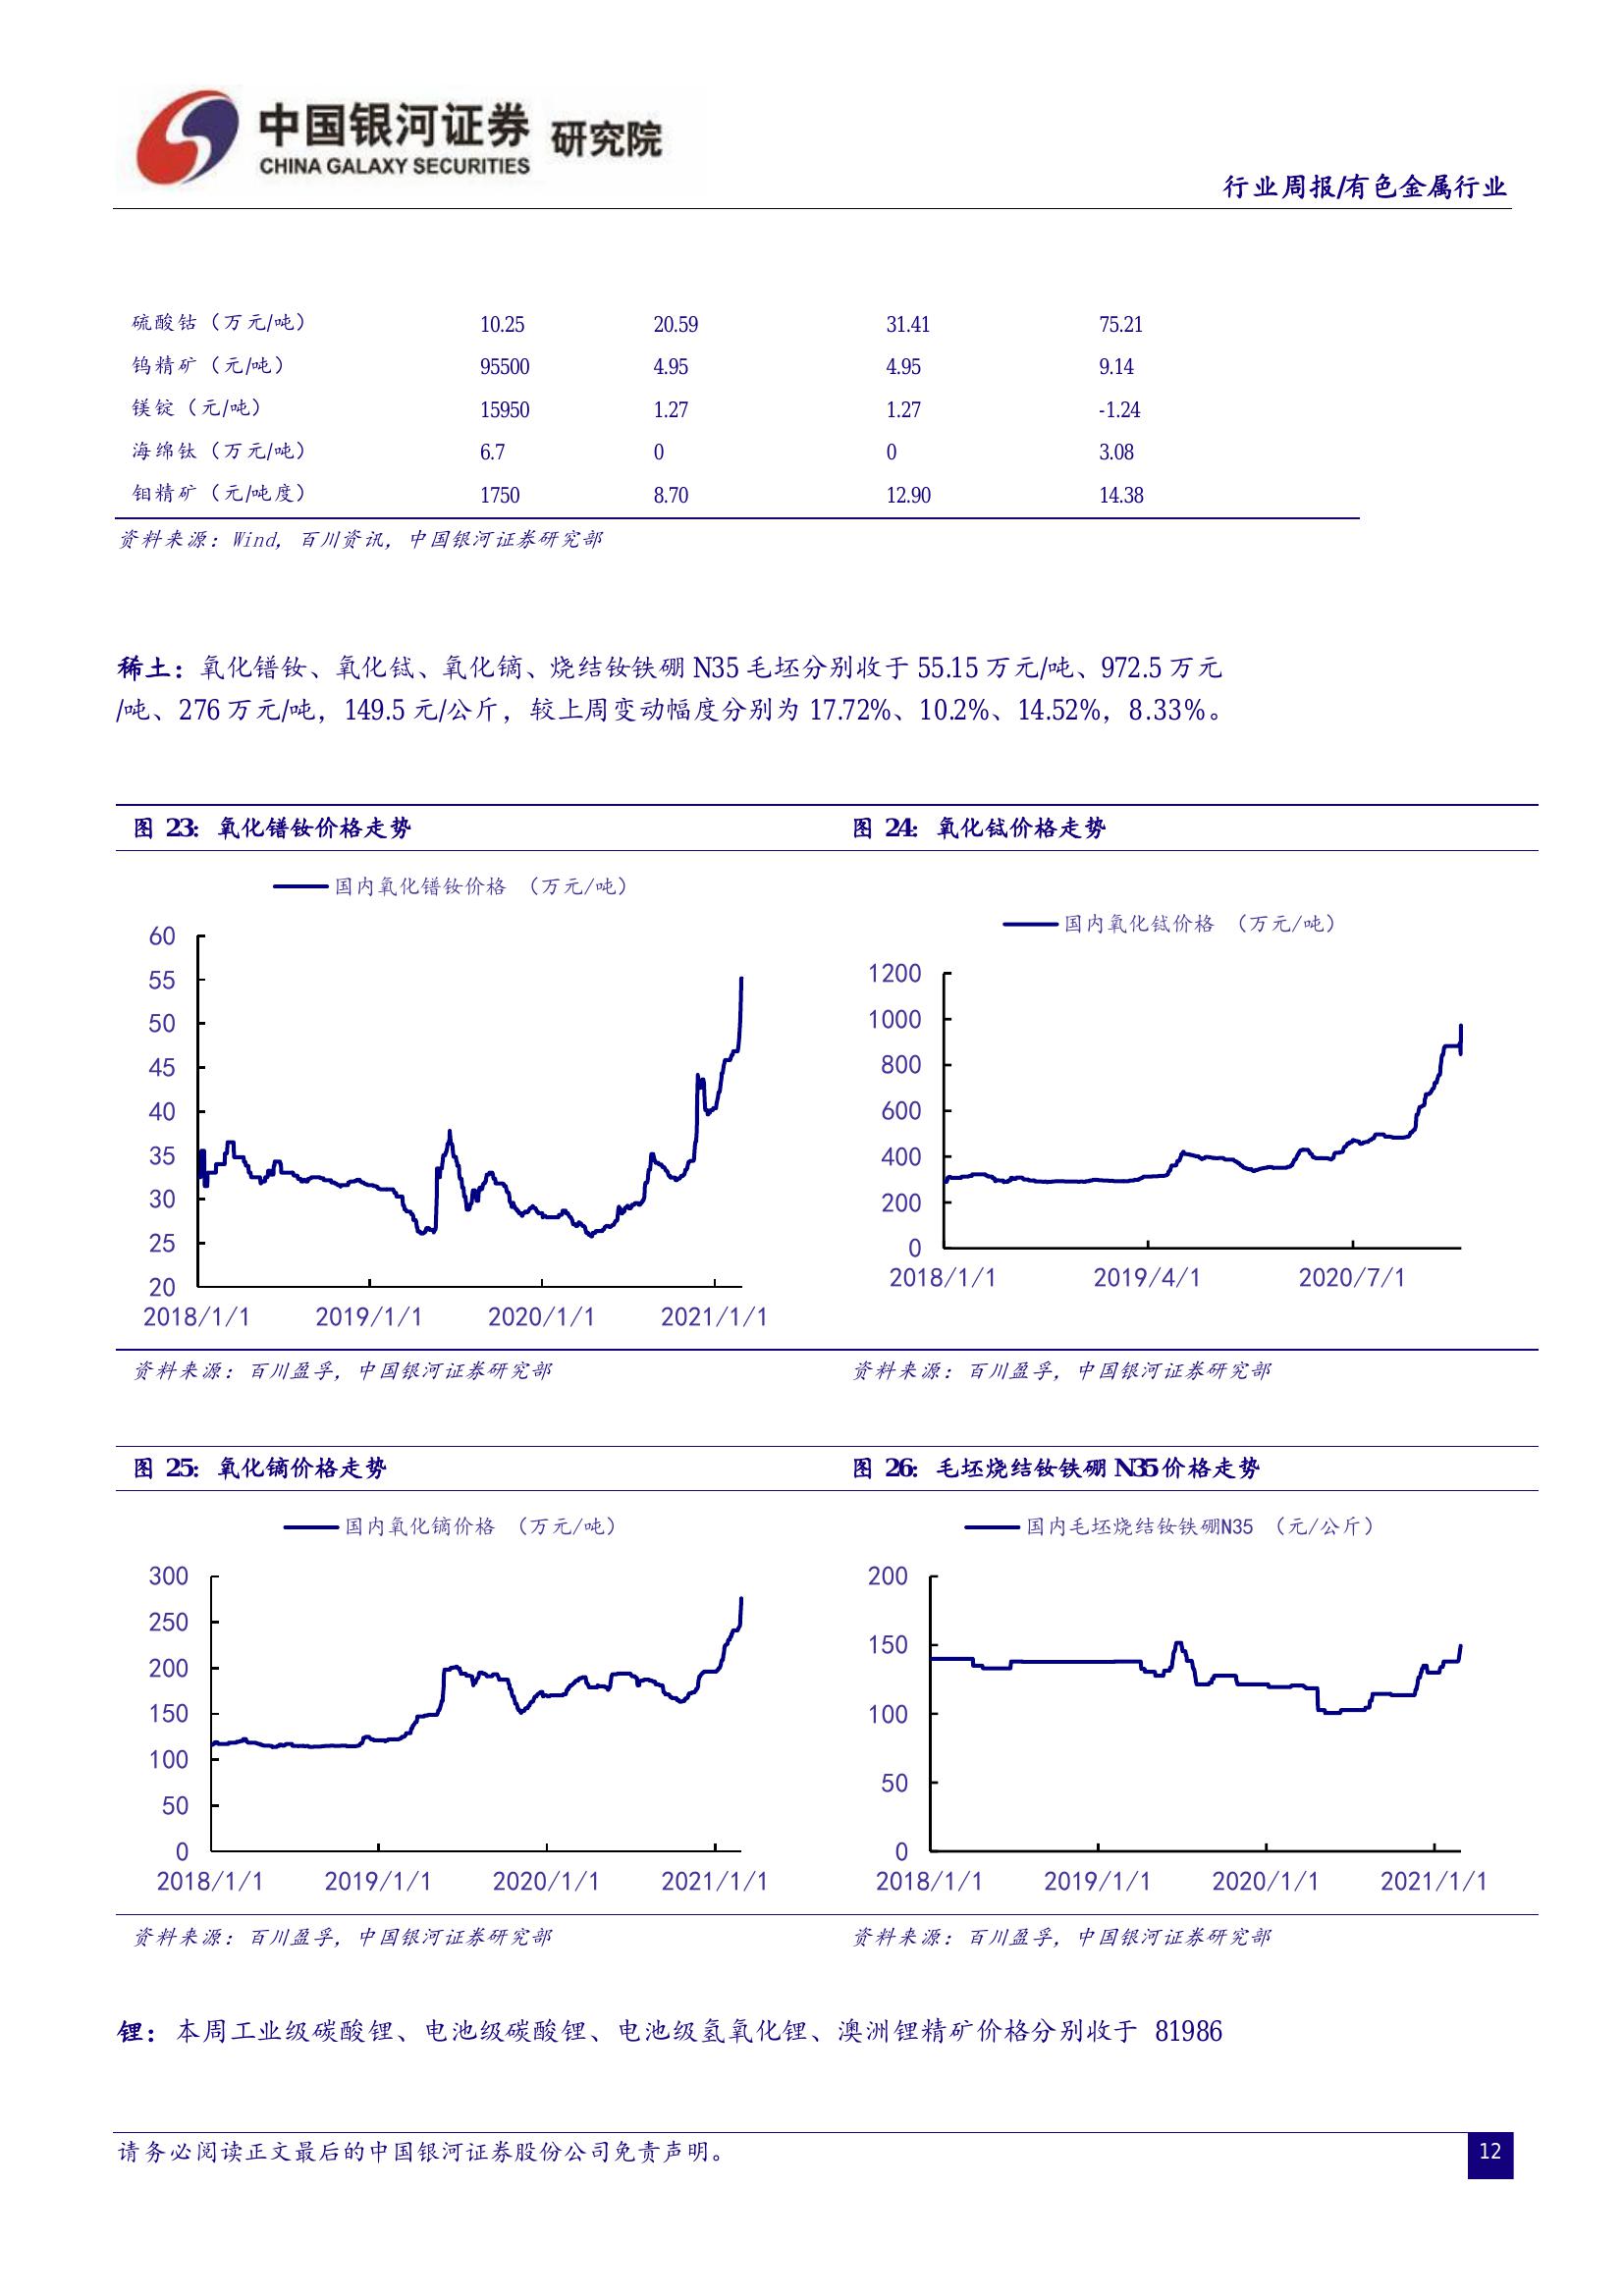 中国银河证券 研究院
CHINA GALAXY SECURITIES
行业周报/有色金属行业
硫酸钴（万元/吨） 10.25 20.59 31.41 75.21
钨精矿（元/吨） 95500 4.95 4.95 9.14
镁锭（元/吨） 15950 1.27 1.27 -1.24
海绵钛（万元/吨） 6.7 0 0 3.08
钼精矿（元/吨度） 1750 8.70 12.90 14.38
资料来源：Wind，百川资讯，中国银河证券研究部
稀土：氧化镨钕、氧化铽、氧化镝、烧结钕铁硼 N35 毛坯分别收于 55.15 万元/吨、972.5 万元
/吨、276 万元/吨，149.5 元/公斤，较上周变动幅度分别为 17.72%、10.2%、14.52%，8.33%。
图 23: 氧化镨钕价格走势
国内氧化镨钕价格 （万元/吨）
60
55
50
45
40
35
30
25
20
2018/1/1 2019/1/1 2020/1/1 2021/1/1
资料来源：百川盈孚，中国银河证券研究部
图 24: 氧化铽价格走势
国内氧化铽价格 （万元/吨）
1200
1000
800
600
400
200
0
2018/1/1 2019/4/1 2020/7/1
资料来源：百川盈孚，中国银河证券研究部
图 25: 氧化镝价格走势
国内氧化镝价格 （万元/吨）
300
250
200
150
100
50
0
2018/1/1 2019/1/1 2020/1/1 2021/1/1
资料来源：百川盈孚，中国银河证券研究部
图 26: 毛坯烧结钕铁硼 N35价格走势
国内毛坯烧结钕铁硼N35 （元/公斤）
200
150
100
50
0
2018/1/1 2019/1/1 2020/1/1 2021/1/1
资料来源：百川盈孚，中国银河证券研究部
锂：本周工业级碳酸锂、电池级碳酸锂、电池级氢氧化锂、澳洲锂精矿价格分别收于 81986
请务必阅读正文最后的中国银河证券股份公司免责声明。
12